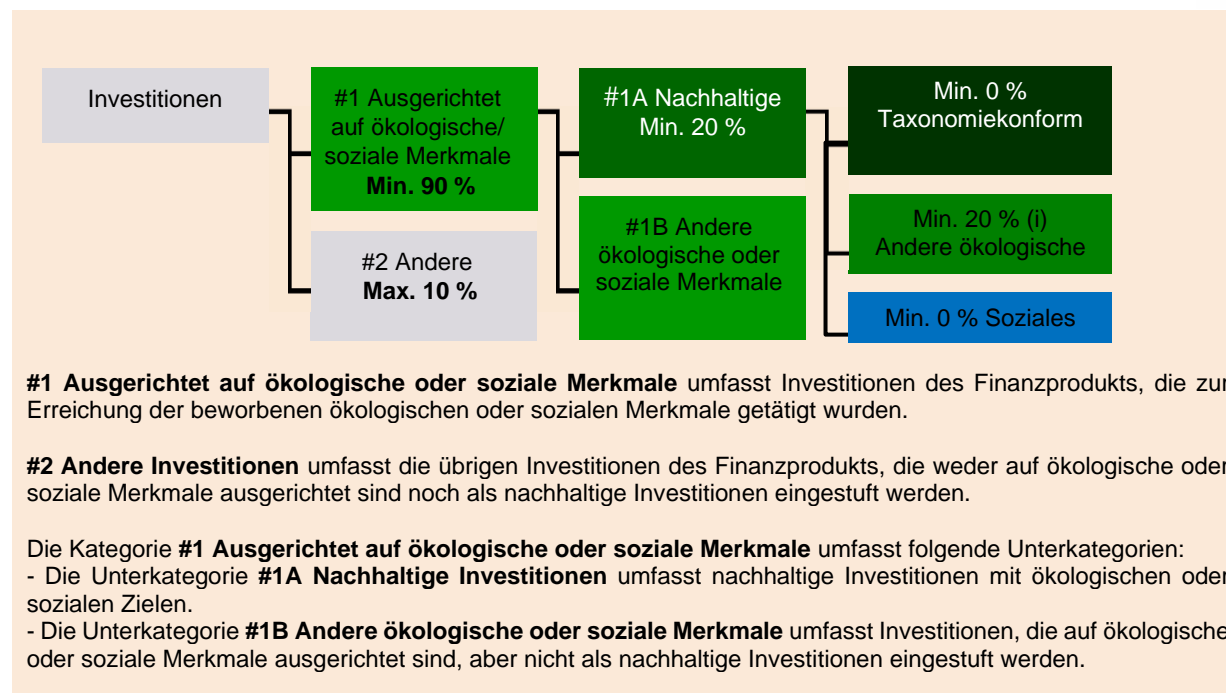 Investitionen
#1 Ausgerichtet
auf ökologische/
soziale Merkmale
Min. 90 %
#2 Andere
Max. 10 %
#1A Nachhaltige
Min. 20 %
#1B Andere
ökologische oder
soziale Merkmale
Min. 0 %
Taxonomiekonform
Min. 20 % (i)
Andere ökologische
Min. 0 % Soziales
#1 Ausgerichtet auf ökologische oder soziale Merkmale umfasst Investitionen des Finanzprodukts, die zur
Erreichung der beworbenen ökologischen oder sozialen Merkmale getätigt wurden.
#2 Andere Investitionen umfasst die übrigen Investitionen des Finanzprodukts, die weder auf ökologische oder
soziale Merkmale ausgerichtet sind noch als nachhaltige Investitionen eingestuft werden.
Die Kategorie #1 Ausgerichtet auf ökologische oder soziale Merkmale umfasst folgende Unterkategorien:
- Die Unterkategorie #1A Nachhaltige Investitionen umfasst nachhaltige Investitionen mit ökologischen oder
sozialen Zielen.
- Die Unterkategorie #1B Andere ökologische oder soziale Merkmale umfasst Investitionen, die auf ökologische
oder soziale Merkmale ausgerichtet sind, aber nicht als nachhaltige Investitionen eingestuft werden.